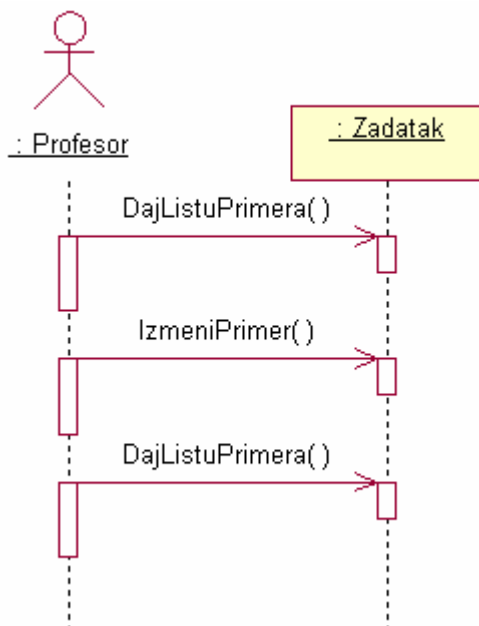 : Profesor
: Zadatak
DajListuPrimera( )
IzmeniPrimer( )
DajListuPrimera( )